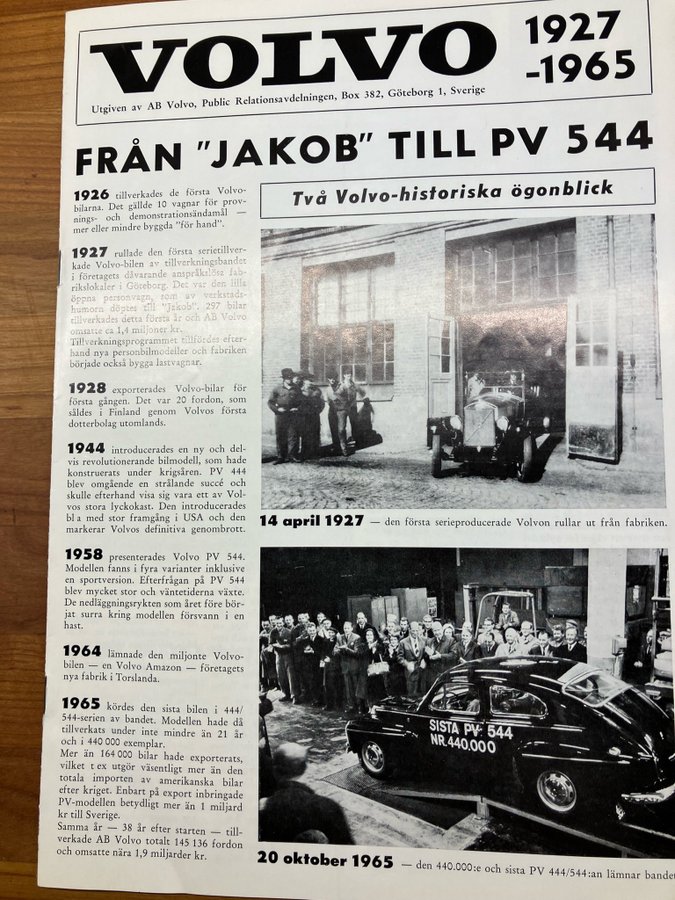 VOLVO
1927
-1965
Utgiven av AB Volvo, Public Relationsavdelningen, Box 382, Göteborg 1, Sverige
FRÅN "JAKOB" TILL PV 544
1926 tillverkades de första Volvo-
bilarna. Det gällde 10 vagnar för prov-
nings- och demonstrationsändamål —
mer eller mindre byggda "för hand".
1927 rullade den första serietillver-
kade Volvo-bilen av tillverkningsbandet
i företagets dåvarande anspråkslösa fab-
rikslokaler i Göteborg. Det var den lilla
öppna personvagn, som av verkstads-
humorn döptes till "Jakob". 297 bilar
tillverkades detta första år och AB Volvo
omsatte ca 1,4 miljoner kr.
Tillverkningsprogrammet tillfördes efter-
hand nya personbilmodeller och fabriken
började också bygga lastvagnar.
1928 exporterades Volvo-bilar för
första gången. Det var 20 fordon, som
såldes i Finland genom Volvos första
dotterbolag utomlands.
1944 introducerades en ny och del-
vis revolutionerande bilmodell, som hade
konstruerats under krigsåren. PV 444
blev omgående en strålande succé och
skulle efterhand visa sig vara ett av Vol-
vos stora lyckokast. Den introducerades
bl a med stor framgång i USA och den
markerar Volvos definitiva genombrott.
1958 presenterades Volvo PV 544.
Modellen fanns i fyra varianter inklusive
en sportversion. Efterfrågan på PV 544
blev mycket stor och väntetiderna växte.
De nedläggningsrykten som året före bör-
jat surra kring modellen försvann i en
hast.
1964 lämnade den miljonte Volvo-
bilen — en Volvo Amazon — företagets
nya fabrik i Torslanda.
1965 kördes den sista bilen i 444/
544-serien av bandet. Modellen hade då
tillverkats under inte mindre än 21 år
och i 440 000 exemplar.
Mer än 164 000 bilar hade exporterats,
vilket t ex utgör väsentligt mer än den
totala importen av amerikanska bilar
efter kriget. Enbart på export inbringade
PV-modellen betydligt mer än 1 miljard
kr till Sverige.
Samma år — 38 år efter starten — till-
verkade AB Volvo totalt 145 136 fordon
och omsatte nära 1,9 miljarder kr.
Två Volvo-historiska ögonblick
14 april 1927 — den första serieproducerade Volvon rullar ut från fabriken.
SISTA PV 544
NR.440.000
20 oktober 1965 — den 440.000:e och sista PV 444/544:an lämnar bandet